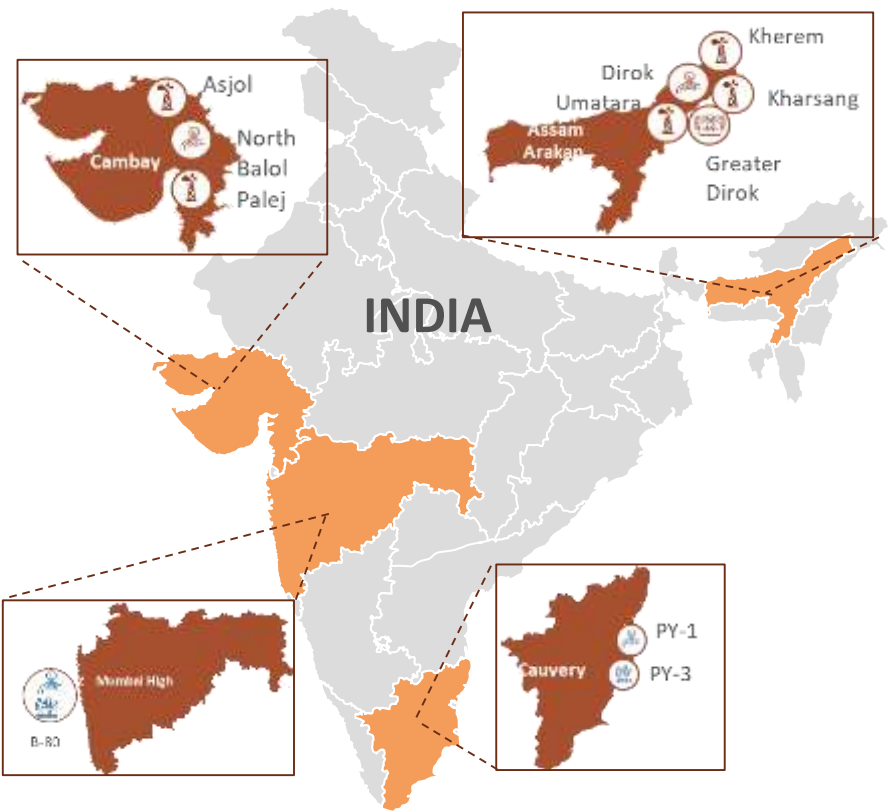 Kherem
Dirok
Umatara
Kharsang
Assam
Arakan
Greater
Dirok
Asjol
North
Balol
Cambay
Palej
INDIA
PY-1
Cauvery
PY-3
Mumbai High
B-80